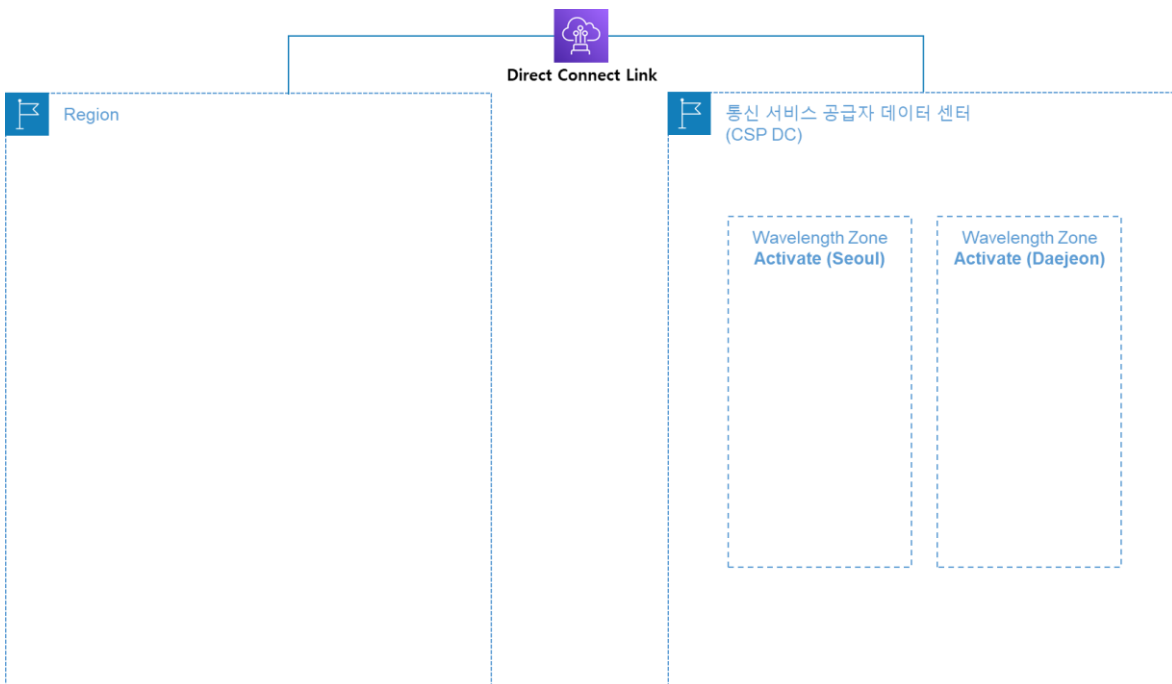 Direct Connect Link
Region
통신 서비스 공급자 데이터 센터
(CSP DC)
Wavelength Zone
Activate (Seoul)
Wavelength Zone
Activate (Daejeon)